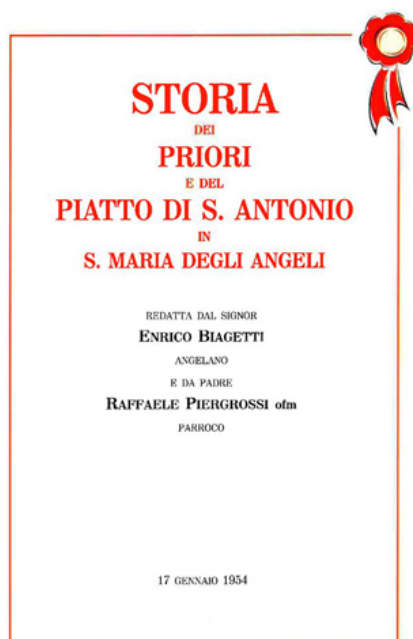 STORIA
DEI
PRIORI
E DEL
PIATTO DI S. ANTONIO
IN
S. MARIA DEGLI ANGELI
REDATTA DAL SIGNOR
ENRICO BIAGETTI
ANGELANO
E DA PADRE
RAFFAELE PIERGROSSI ofm
PARROCO
17 GENNAIO 1954